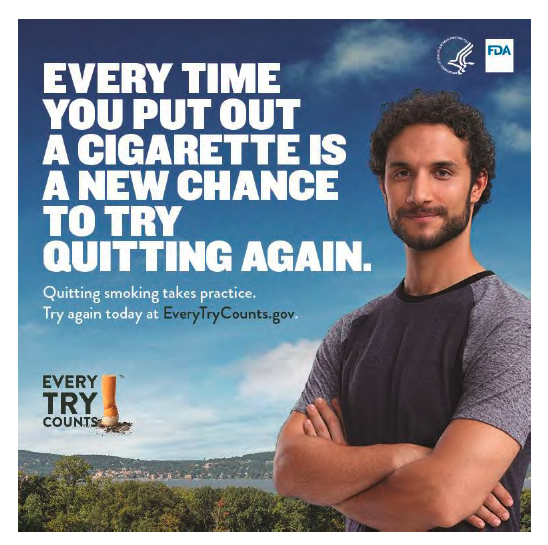 FDA
EVERY TIME
YOU PUT OUT
A CIGARETTE IS
A NEW CHANCE
TO TRY
QUITTING AGAIN.
Quitting smoking takes practice.
Try again today at EveryTryCounts.gov.
EVERY
TRY
COUNTS